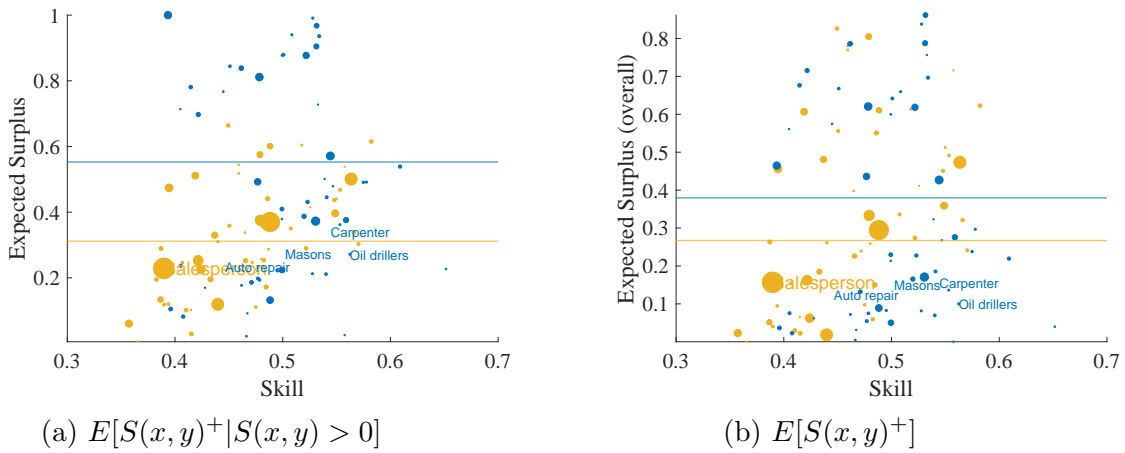 1
0.8
0.6
0.4
0.2
Expected Surplus
Carpenter
Masons
Salesperson
Auto repair
Oil drillers
0.3
0.4
0.5
0.6
0.7
Skill
(a) E[S(x, y)⁺|S(x, y) > 0]
0.8
0.7
0.6
0.5
0.4
0.3
0.2
0.1
Expected Surplus (overall)
Salesperson
Masons
Auto repair
Oil drillers
0.3
0.4
0.5
0.6
0.7
Skill
Carpenter
(b) E[S(x, y)⁺]